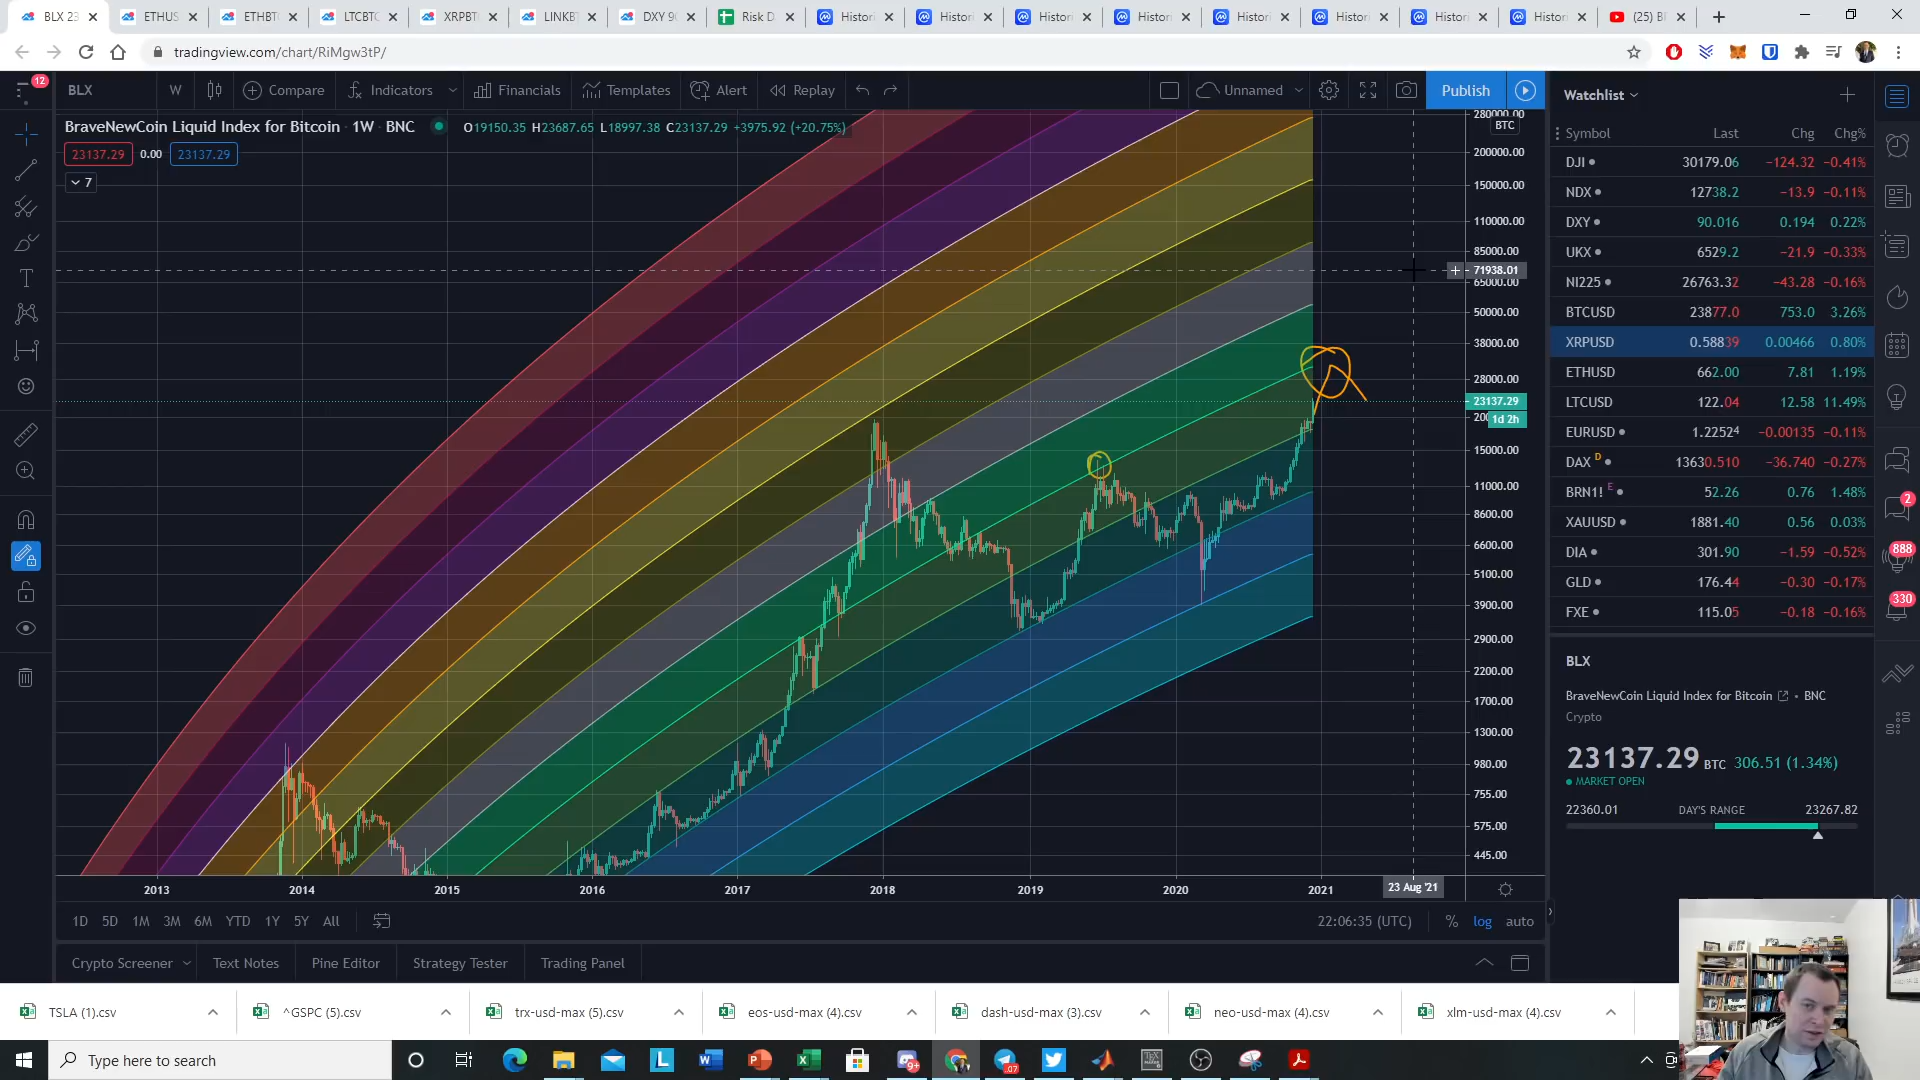 BLX 23
ETHUS
ETHBT
LTCBT
XRPBT
LINKB
DXY 9
Risk D
Histori
Histori
Histori
Histori
Histori
Histori
Histori
Histori
(25) B
tradingview.com/chart/RiMgw3tP/
12
BLX
W
Compare
Indicators
Financials
Templates
Alert
Replay
Unnamed
Publish
BraveNewCoin Liquid Index for Bitcoin · 1W · BNC
O19150.35 H23687.65 L18997.38 C23137.29 +3975.92 (+20.75%)
23137.29 0.00 23137.29
7
280000.00
BTC
200000.00
150000.00
110000.00
85000.00
71938.01
65000.00
50000.00
38000.00
28000.00
23137.29
1d 2h
15000.00
11000.00
8600.00
6600.00
5100.00
3900.00
2900.00
2200.00
1700.00
1300.00
980.00
755.00
575.00
445.00
2013 2014 2015 2016 2017 2018 2019 2020 2021 23 Aug '21
1D 5D 1M 3M 6M YTD 1Y 5Y All
22:06:35 (UTC) % log auto
Crypto Screener Text Notes Pine Editor Strategy Tester Trading Panel
Watchlist
Symbol Last Chg Chg%
DJI 30179.06 −124.32 −0.41%
NDX 12738.2 −13.9 −0.11%
DXY 90.016 0.194 0.22%
UKX 6529.2 −21.9 −0.33%
NI225 26763.32 −43.28 −0.16%
BTCUSD 23877.0 753.0 3.26%
XRPUSD 0.58839 0.00466 0.80%
ETHUSD 662.00 7.81 1.19%
LTCUSD 122.04 12.58 11.49%
EURUSD 1.22524 −0.00135 −0.11%
DAX D 13630.510 −36.740 −0.27%
BRN1! E 52.26 0.76 1.48%
XAUUSD 1881.40 0.56 0.03%
DIA 301.90 −1.59 −0.52%
GLD 176.44 −0.30 −0.17%
FXE 115.05 −0.18 −0.16%
BLX
BraveNewCoin Liquid Index for Bitcoin • BNC
Crypto
23137.29 BTC 306.51 (1.34%)
MARKET OPEN
22360.01 DAY'S RANGE 23267.82
2
888
330
TSLA (1).csv
^GSPC (5).csv
trx-usd-max (5).csv
eos-usd-max (4).csv
dash-usd-max (3).csv
neo-usd-max (4).csv
xlm-usd-max (4).csv
Type here to search